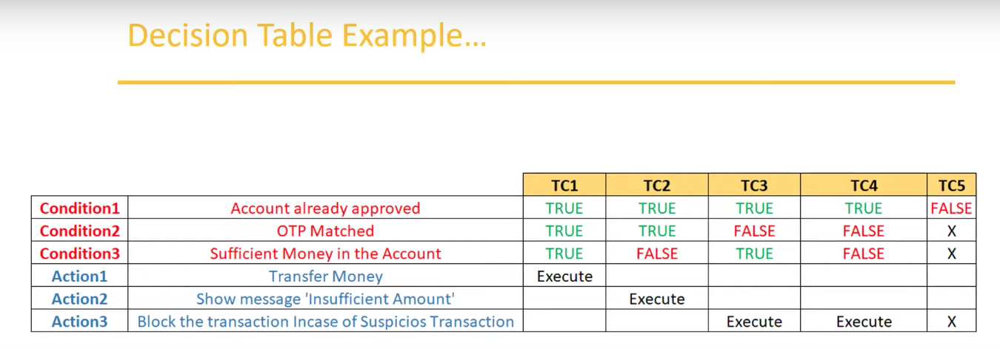 Decision Table Example...
TC1 TC2 TC3 TC4 TC5
Condition1 Account already approved TRUE TRUE TRUE TRUE FALSE
Condition2 OTP Matched TRUE TRUE FALSE FALSE X
Condition3 Sufficient Money in the Account TRUE FALSE TRUE FALSE X
Action1 Transfer Money Execute
Action2 Show message 'Insufficient Amount' Execute
Action3 Block the transaction Incase of Suspicios Transaction Execute Execute X